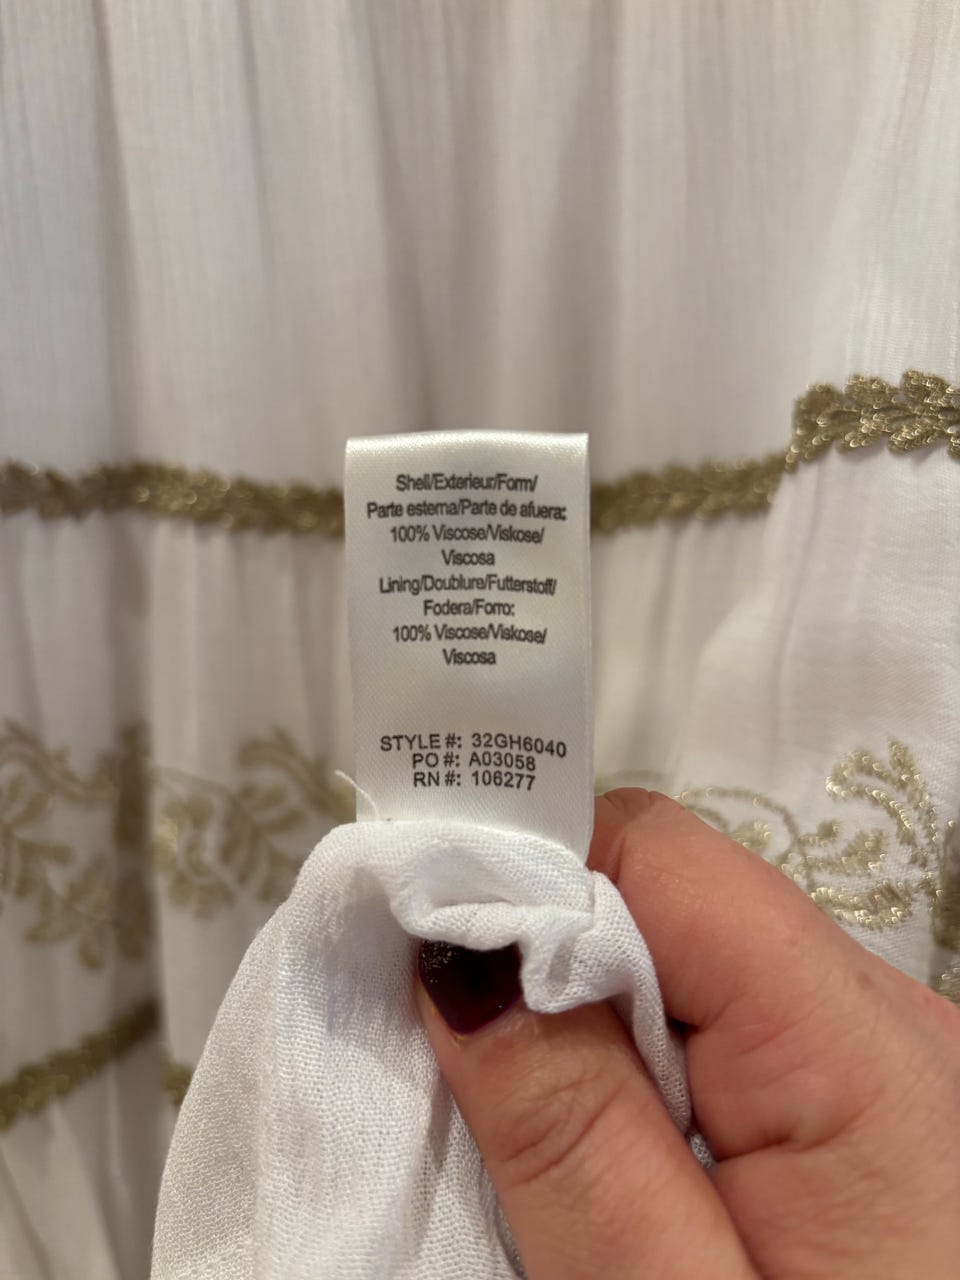 Shell/Exterieur/Form/
Parte esterna/Parte de afuera:
100% Viscose/Viskose/
Viscosa
Lining/Doublure/Futterstoff/
Fodera/Forro:
100% Viscose/Viskose/
Viscosa
STYLE #: 32GH6040
PO #: A03058
RN #: 106277